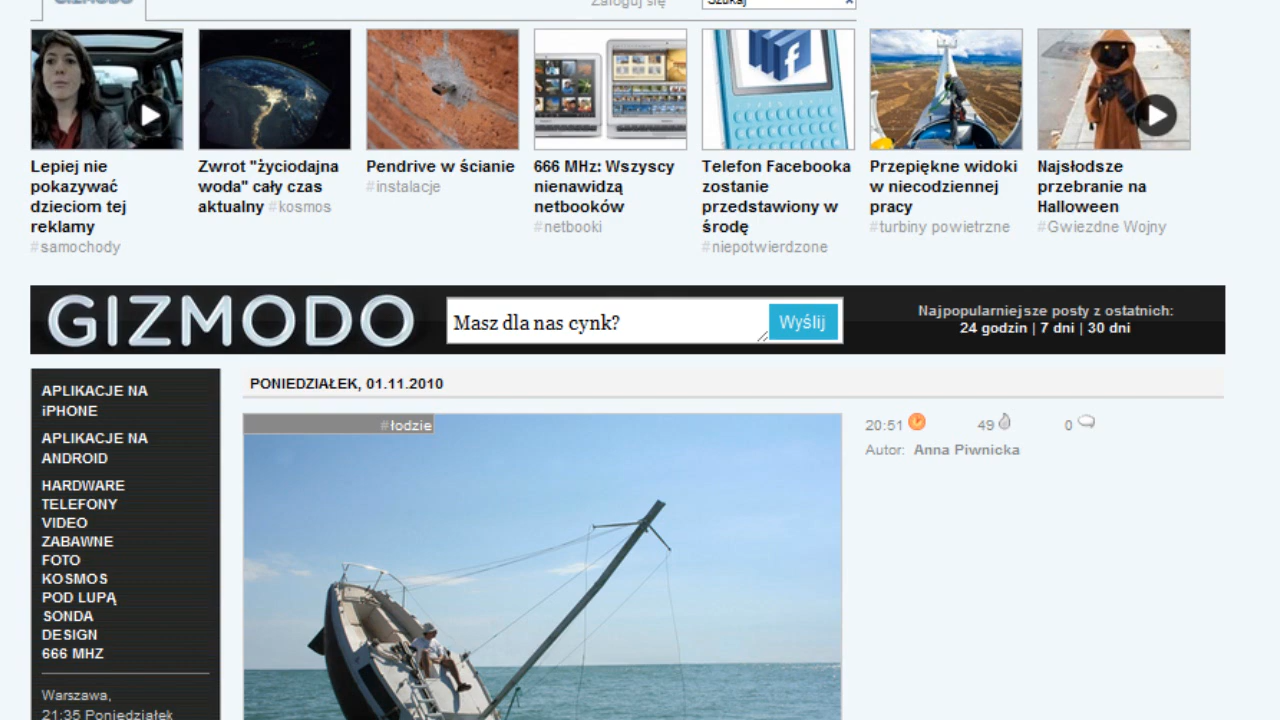 GIZMODO
Zaloguj się
Szukaj
Lepiej nie
pokazywać
dzieciom tej
reklamy
#samochody
Zwrot "życiodajna
woda" cały czas
aktualny #kosmos
Pendrive w ścianie
#instalacje
666 MHz: Wszyscy
nienawidzą
netbooków
#netbooki
Telefon Facebooka
zostanie
przedstawiony w
środę
#niepotwierdzone
Przepiękne widoki
w niecodziennej
pracy
#turbiny powietrzne
Najsłodsze
przebranie na
Halloween
#Gwiezdne Wojny
GIZMODO
Masz dla nas cynk?
Wyślij
Najpopularniejsze posty z ostatnich:
24 godzin | 7 dni | 30 dni
APLIKACJE NA
iPHONE
APLIKACJE NA
ANDROID
HARDWARE
TELEFONY
VIDEO
ZABAWNE
FOTO
KOSMOS
POD LUPĄ
SONDA
DESIGN
666 MHZ
Warszawa,
21:35 Poniedziałek
PONIEDZIAŁEK, 01.11.2010
#łodzie
20:51 49 0
Autor: Anna Piwnicka